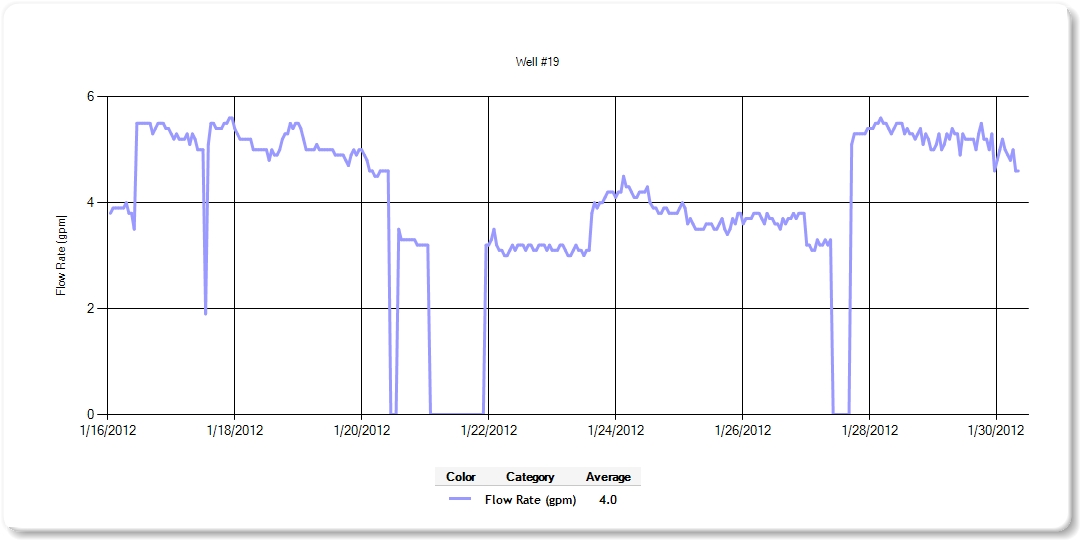 Well #19
6
4
2
0
Flow Rate (gpm)
1/16/2012 1/18/2012 1/20/2012 1/22/2012 1/24/2012 1/26/2012 1/28/2012 1/30/2012
Color Category Average
Flow Rate (gpm) 4.0